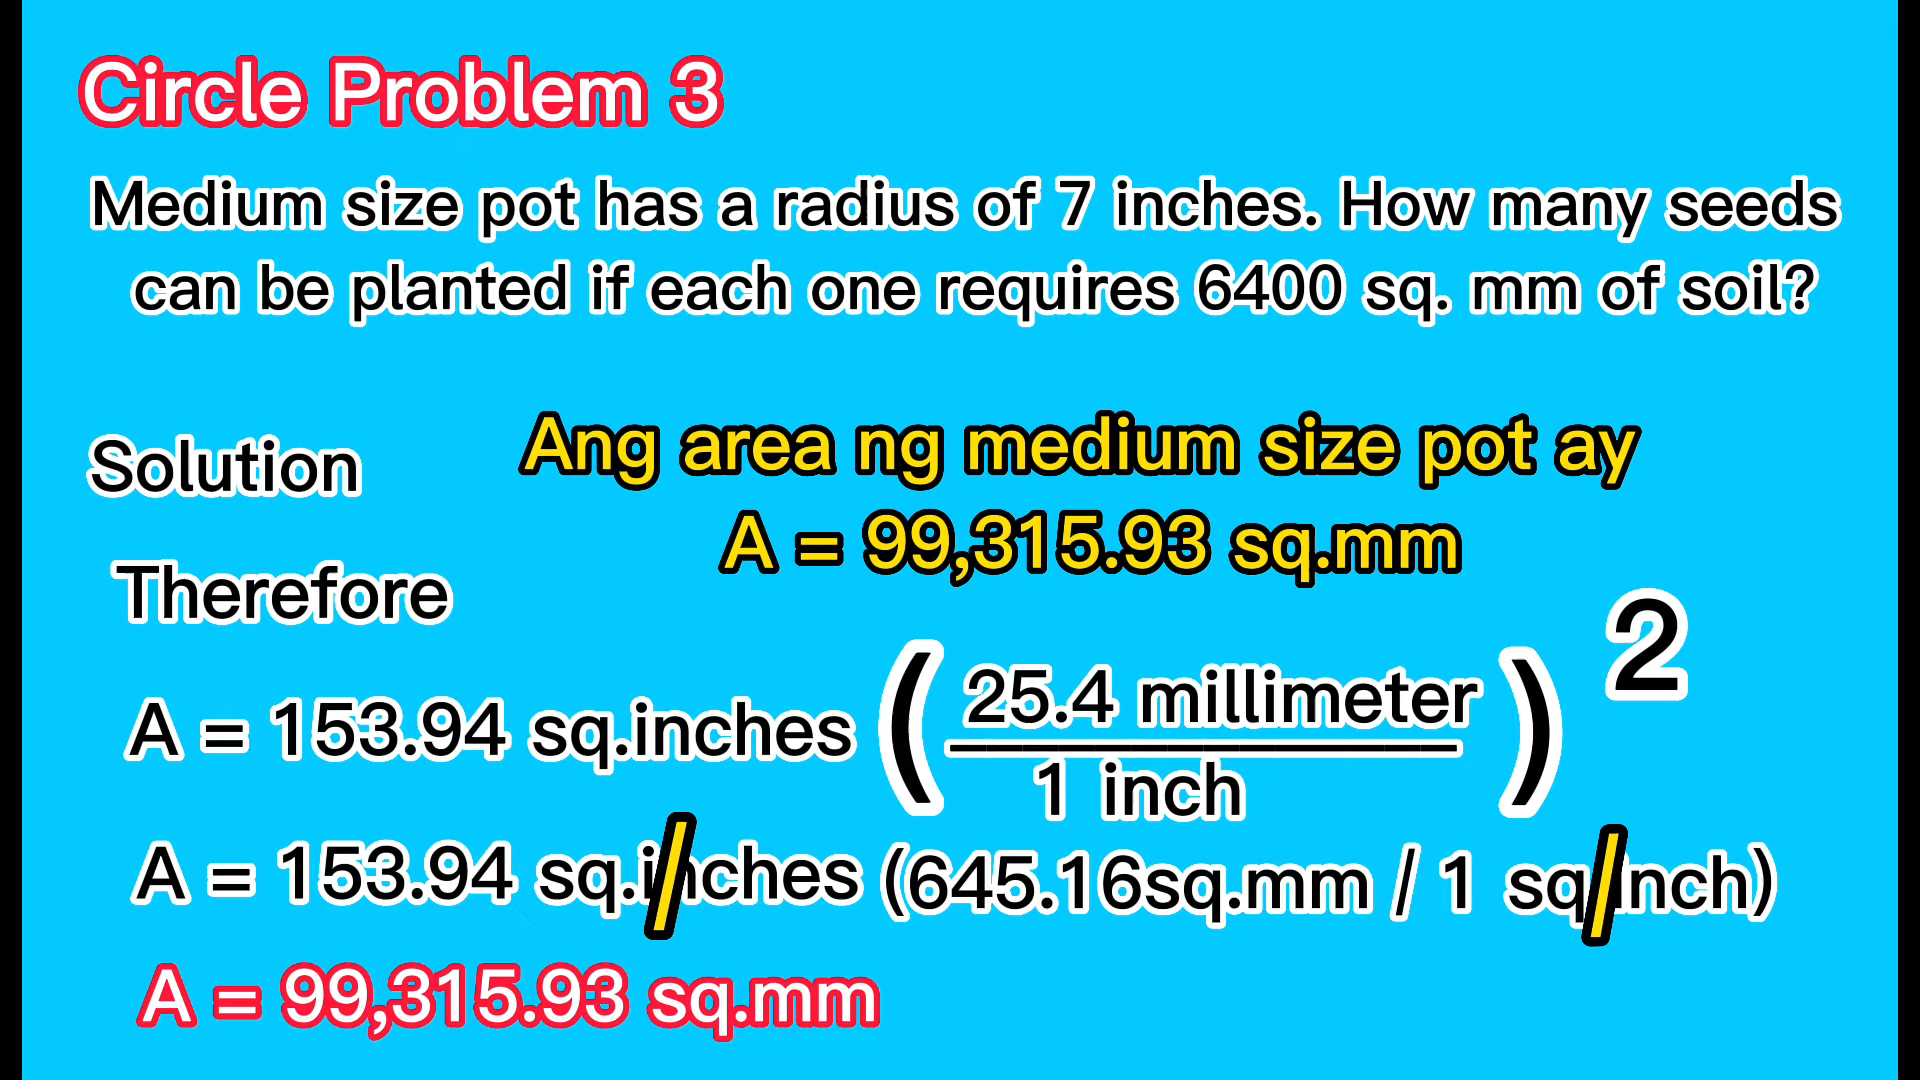 Circle Problem 3
Medium size pot has a radius of 7 inches. How many seeds
can be planted if each one requires 6400 sq. mm of soil?
Solution
Ang area ng medium size pot ay
A = 99,315.93 sq.mm
Therefore
A = 153.94 sq.inches ( 25.4 millimeter / 1 inch ) 2
A = 153.94 sq.inches (645.16sq.mm / 1 sq.inch)
A = 99,315.93 sq.mm